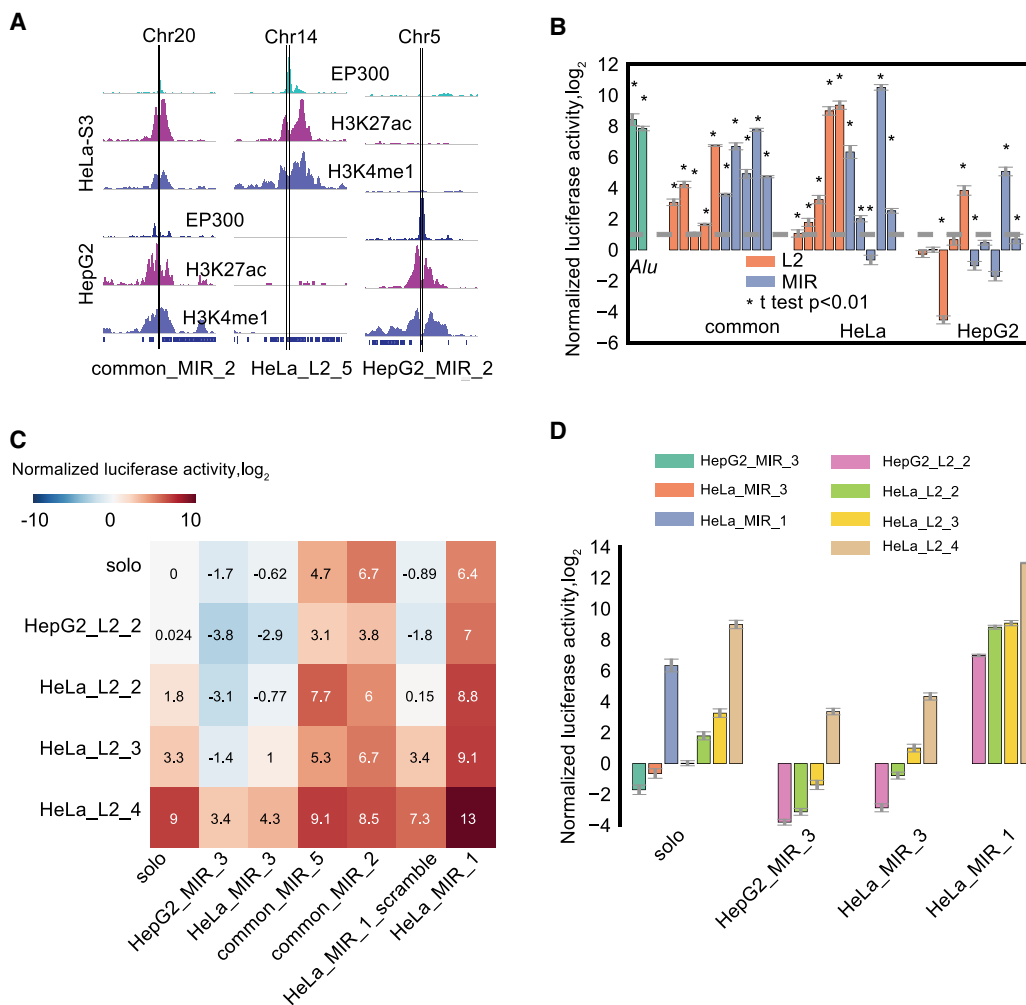 A
Chr20 Chr14 Chr5
EP300
H3K27ac
H3K4me1
HeLa-S3
EP300
H3K27ac
H3K4me1
HepG2
common_MIR_2 HeLa_L2_5 HepG2_MIR_2
B
Normalized luciferase activity,log2
12
10
8
6
4
2
0
−2
−4
−6
* *
* * * * * * * * * *
* * * * * * ** * *
* * * * *
Alu
L2
MIR
* t test p<0.01
common HeLa HepG2
C
Normalized luciferase activity,log2
-10 0 10
solo 0 -1.7 -0.62 4.7 6.7 -0.89 6.4
HepG2_L2_2 0.024 -3.8 -2.9 3.1 3.8 -1.8 7
HeLa_L2_2 1.8 -3.1 -0.77 7.7 6 0.15 8.8
HeLa_L2_3 3.3 -1.4 1 5.3 6.7 3.4 9.1
HeLa_L2_4 9 3.4 4.3 9.1 8.5 7.3 13
solo
HepG2_MIR_3
HeLa_MIR_3
common_MIR_5
common_MIR_2
HeLa_MIR_1_scramble
HeLa_MIR_1
D
HepG2_MIR_3
HeLa_MIR_3
HeLa_MIR_1
HepG2_L2_2
HeLa_L2_2
HeLa_L2_3
HeLa_L2_4
Normalized luciferase activity,log2
14
12
10
8
6
4
2
0
−2
−4
solo
HepG2_MIR_3
HeLa_MIR_3
HeLa_MIR_1